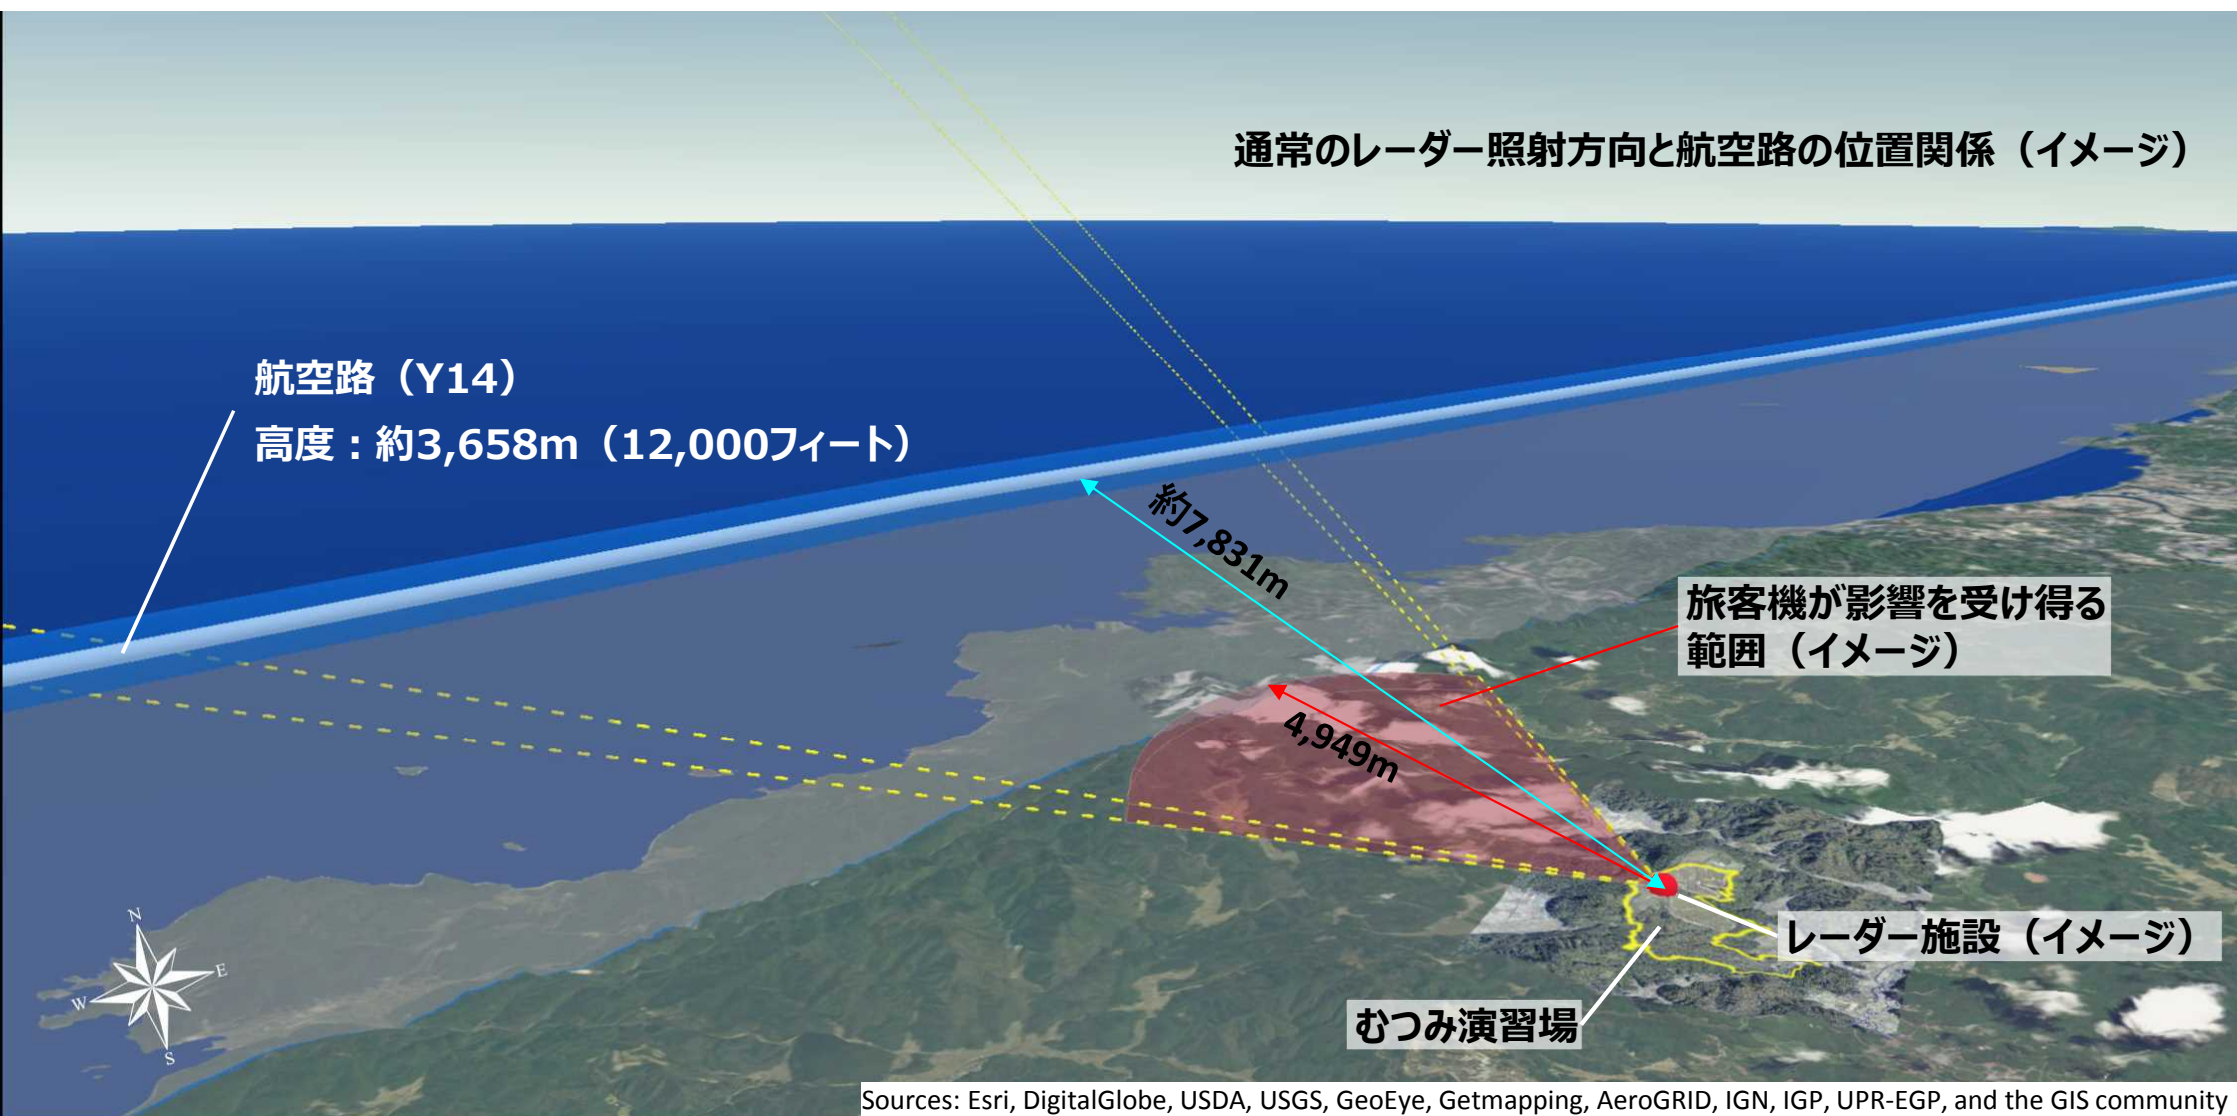 通常のレーダー照射方向と航空路の位置関係（イメージ）
航空路（Y14）
高度：約3,658m（12,000フィート）
約7,831m
旅客機が影響を受け得る
範囲（イメージ）
4,949m
レーダー施設（イメージ）
むつみ演習場
N
E
W
S
Sources: Esri, DigitalGlobe, USDA, USGS, GeoEye, Getmapping, AeroGRID, IGN, IGP, UPR-EGP, and the GIS community